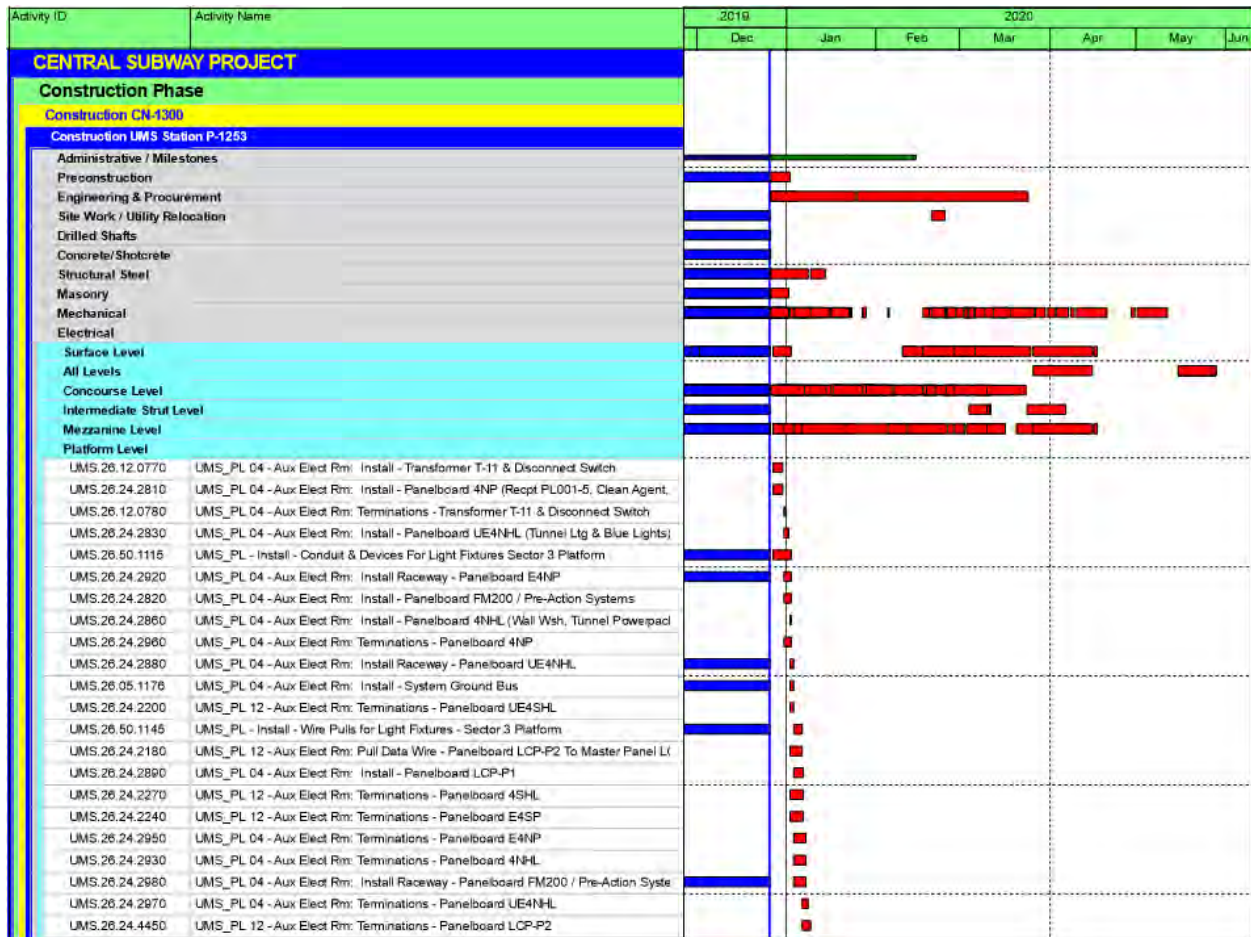 Activity ID Activity Name 2019 2020
Dec Jan Feb Mar Apr May Jun
CENTRAL SUBWAY PROJECT
Construction Phase
Construction CN-1300
Construction UMS Station P-1253
Administrative / Milestones
Preconstruction
Engineering & Procurement
Site Work / Utility Relocation
Drilled Shafts
Concrete/Shotcrete
Structural Steel
Masonry
Mechanical
Electrical
Surface Level
All Levels
Concourse Level
Intermediate Strut Level
Mezzanine Level
Platform Level
UMS.26.12.0770 UMS_PL 04 - Aux Elect Rm: Install - Transformer T-11 & Disconnect Switch
UMS.26.24.2810 UMS_PL 04 - Aux Elect Rm: Install - Panelboard 4NP (Recpt PL001-5, Clean Agent,
UMS.26.12.0780 UMS_PL 04 - Aux Elect Rm: Terminations - Transformer T-11 & Disconnect Switch
UMS.26.24.2830 UMS_PL 04 - Aux Elect Rm: Install - Panelboard UE4NHL (Tunnel Ltg & Blue Lights)
UMS.26.50.1115 UMS_PL - Install - Conduit & Devices For Light Fixtures Sector 3 Platform
UMS.26.24.2920 UMS_PL 04 - Aux Elect Rm: Install Raceway - Panelboard E4NP
UMS.26.24.2820 UMS_PL 04 - Aux Elect Rm: Install - Panelboard FM200 / Pre-Action Systems
UMS.26.24.2860 UMS_PL 04 - Aux Elect Rm: Install - Panelboard 4NHL (Wall Wsh, Tunnel Powerpacl
UMS.26.24.2960 UMS_PL 04 - Aux Elect Rm: Terminations - Panelboard 4NP
UMS.26.24.2880 UMS_PL 04 - Aux Elect Rm: Install Raceway - Panelboard UE4NHL
UMS.26.05.1176 UMS_PL 04 - Aux Elect Rm: Install - System Ground Bus
UMS.26.24.2200 UMS_PL 12 - Aux Elect Rm: Terminations - Panelboard UE4SHL
UMS.26.50.1145 UMS_PL - Install - Wire Pulls for Light Fixtures - Sector 3 Platform
UMS.26.24.2180 UMS_PL 12 - Aux Elect Rm: Pull Data Wire - Panelboard LCP-P2 To Master Panel L(
UMS.26.24.2890 UMS_PL 04 - Aux Elect Rm: Install - Panelboard LCP-P1
UMS.26.24.2270 UMS_PL 12 - Aux Elect Rm: Terminations - Panelboard 4SHL
UMS.26.24.2240 UMS_PL 12 - Aux Elect Rm: Terminations - Panelboard E4SP
UMS.26.24.2950 UMS_PL 04 - Aux Elect Rm: Terminations - Panelboard E4NP
UMS.26.24.2930 UMS_PL 04 - Aux Elect Rm: Terminations - Panelboard 4NHL
UMS.26.24.2980 UMS_PL 04 - Aux Elect Rm: Install Raceway - Panelboard FM200 / Pre-Action Syste
UMS.26.24.2970 UMS_PL 04 - Aux Elect Rm: Terminations - Panelboard UE4NHL
UMS.26.24.4450 UMS_PL 12 - Aux Elect Rm: Terminations - Panelboard LCP-P2